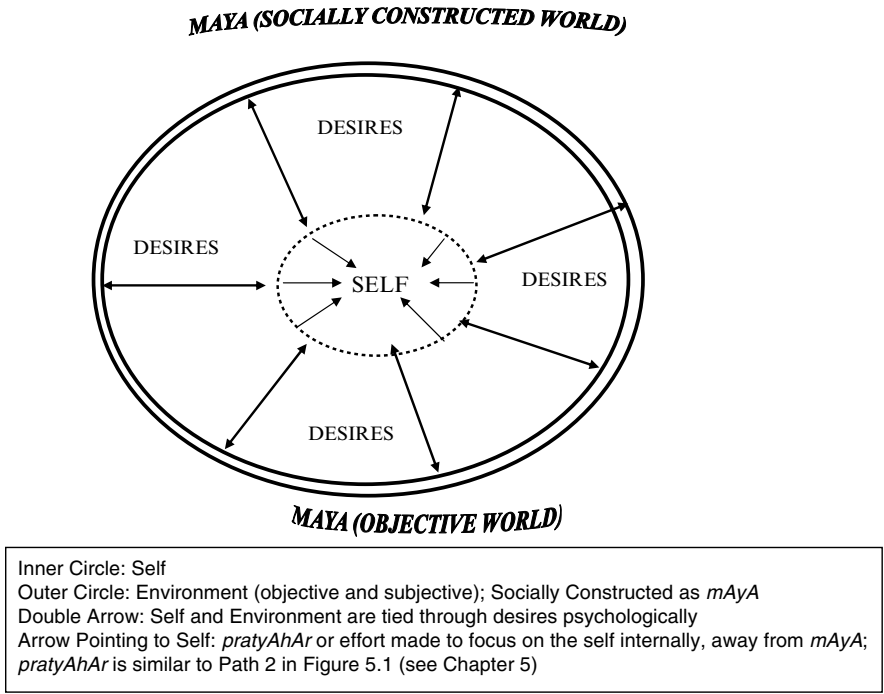 MAYA (SOCIALLY CONSTRUCTED WORLD)
DESIRES
DESIRES
SELF
DESIRES
DESIRES
MAYA (OBJECTIVE WORLD)
Inner Circle: Self
Outer Circle: Environment (objective and subjective); Socially Constructed as mAyA
Double Arrow: Self and Environment are tied through desires psychologically
Arrow Pointing to Self: pratyAhAr or effort made to focus on the self internally, away from mAyA;
pratyAhAr is similar to Path 2 in Figure 5.1 (see Chapter 5)